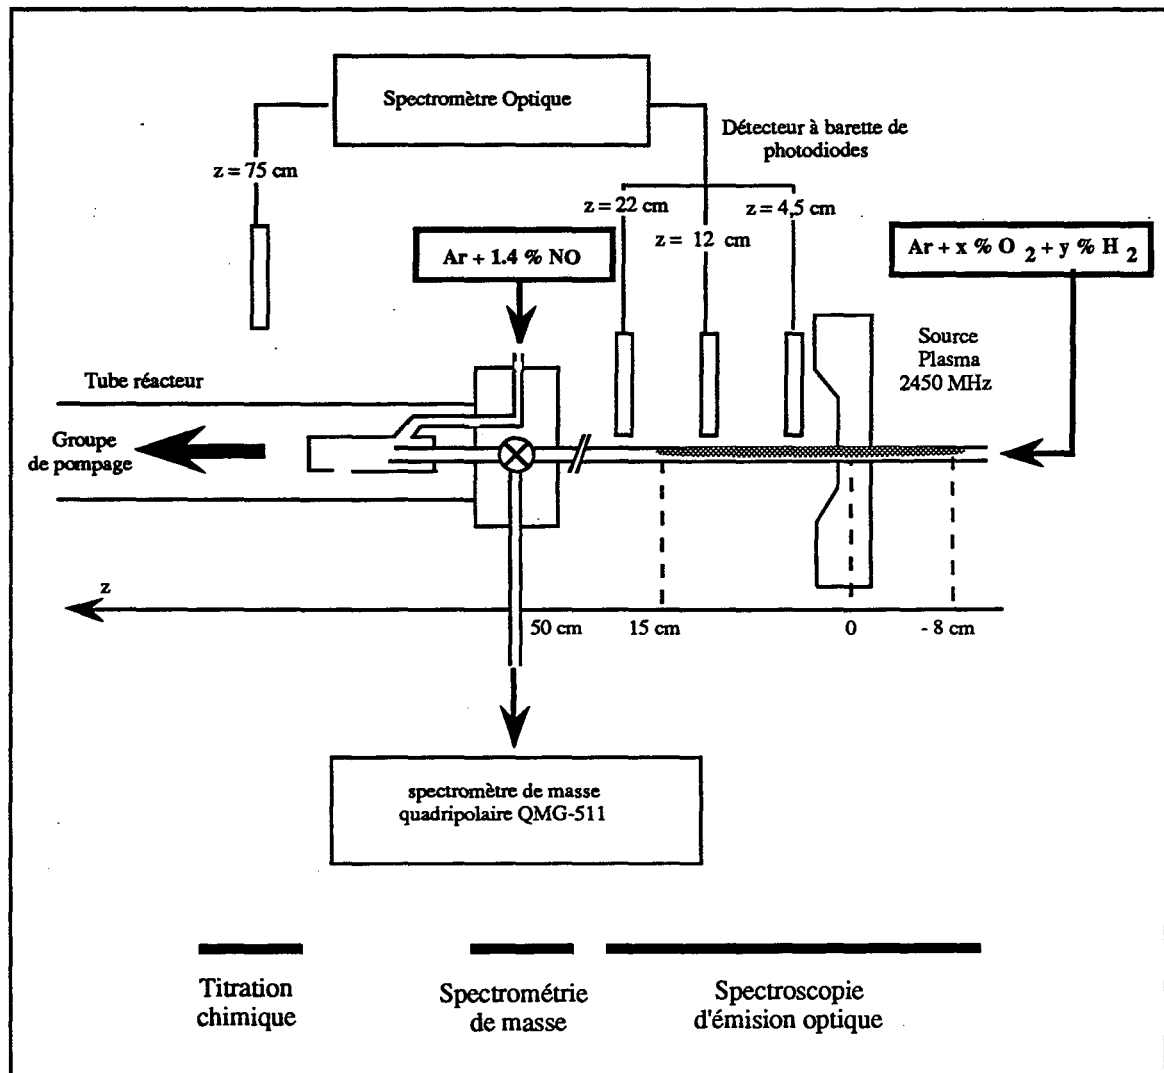 Spectromètre Optique
Détecteur à barette de
photodiodes
z = 75 cm
z = 22 cm
z = 4,5 cm
z = 12 cm
Ar + 1.4 % NO
Ar + x % O 2 + y % H 2
Source
Plasma
2450 MHz
Tube réacteur
Groupe
de pompage
z
50 cm
15 cm
0
- 8 cm
spectromètre de masse
quadripolaire QMG-511
Titration
chimique
Spectrométrie
de masse
Spectroscopie
d'émision optique